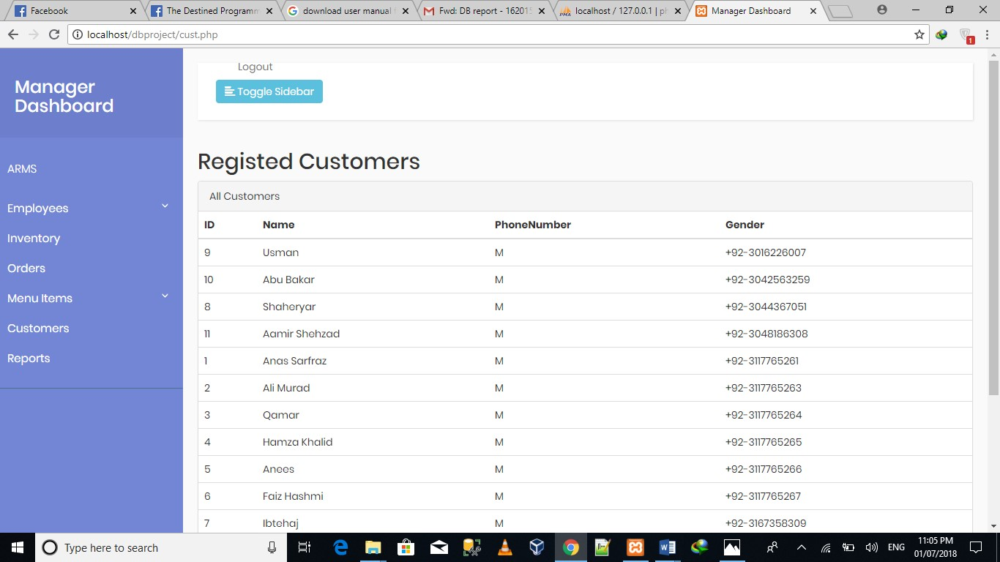 Facebook
The Destined Programm
download user manual
Fwd: DB report - 162015
localhost / 127.0.0.1 | ph
Manager Dashboard
localhost/dbproject/cust.php
1
Manager
Dashboard
ARMS
Employees
Inventory
Orders
Menu Items
Customers
Reports
Logout
Toggle Sidebar
Registed Customers
All Customers
ID Name PhoneNumber Gender
9 Usman M +92-3016226007
10 Abu Bakar M +92-3042563259
8 Shaheryar M +92-3044367051
11 Aamir Shehzad M +92-3048186308
1 Anas Sarfraz M +92-3117765261
2 Ali Murad M +92-3117765263
3 Qamar M +92-3117765264
4 Hamza Khalid M +92-3117765265
5 Anees M +92-3117765266
6 Faiz Hashmi M +92-3117765267
7 Ibtehaj M +92-3167358309
Type here to search
ENG
11:05 PM
01/07/2018